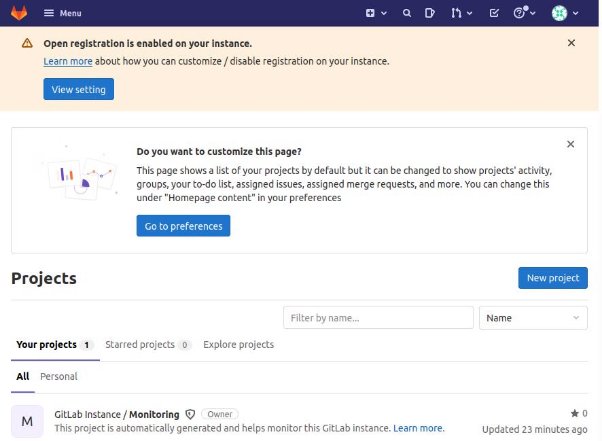 Menu
Open registration is enabled on your instance.
Learn more about how you can customize / disable registration on your instance.
View setting
Do you want to customize this page?
This page shows a list of your projects by default but it can be changed to show projects' activity,
groups, your to-do list, assigned issues, assigned merge requests, and more. You can change this
under "Homepage content" in your preferences
Go to preferences
Projects
New project
Filter by name...
Name
Your projects 1
Starred projects 0
Explore projects
All
Personal
M
GitLab Instance / Monitoring
Owner
0
This project is automatically generated and helps monitor this GitLab instance. Learn more.
Updated 23 minutes ago